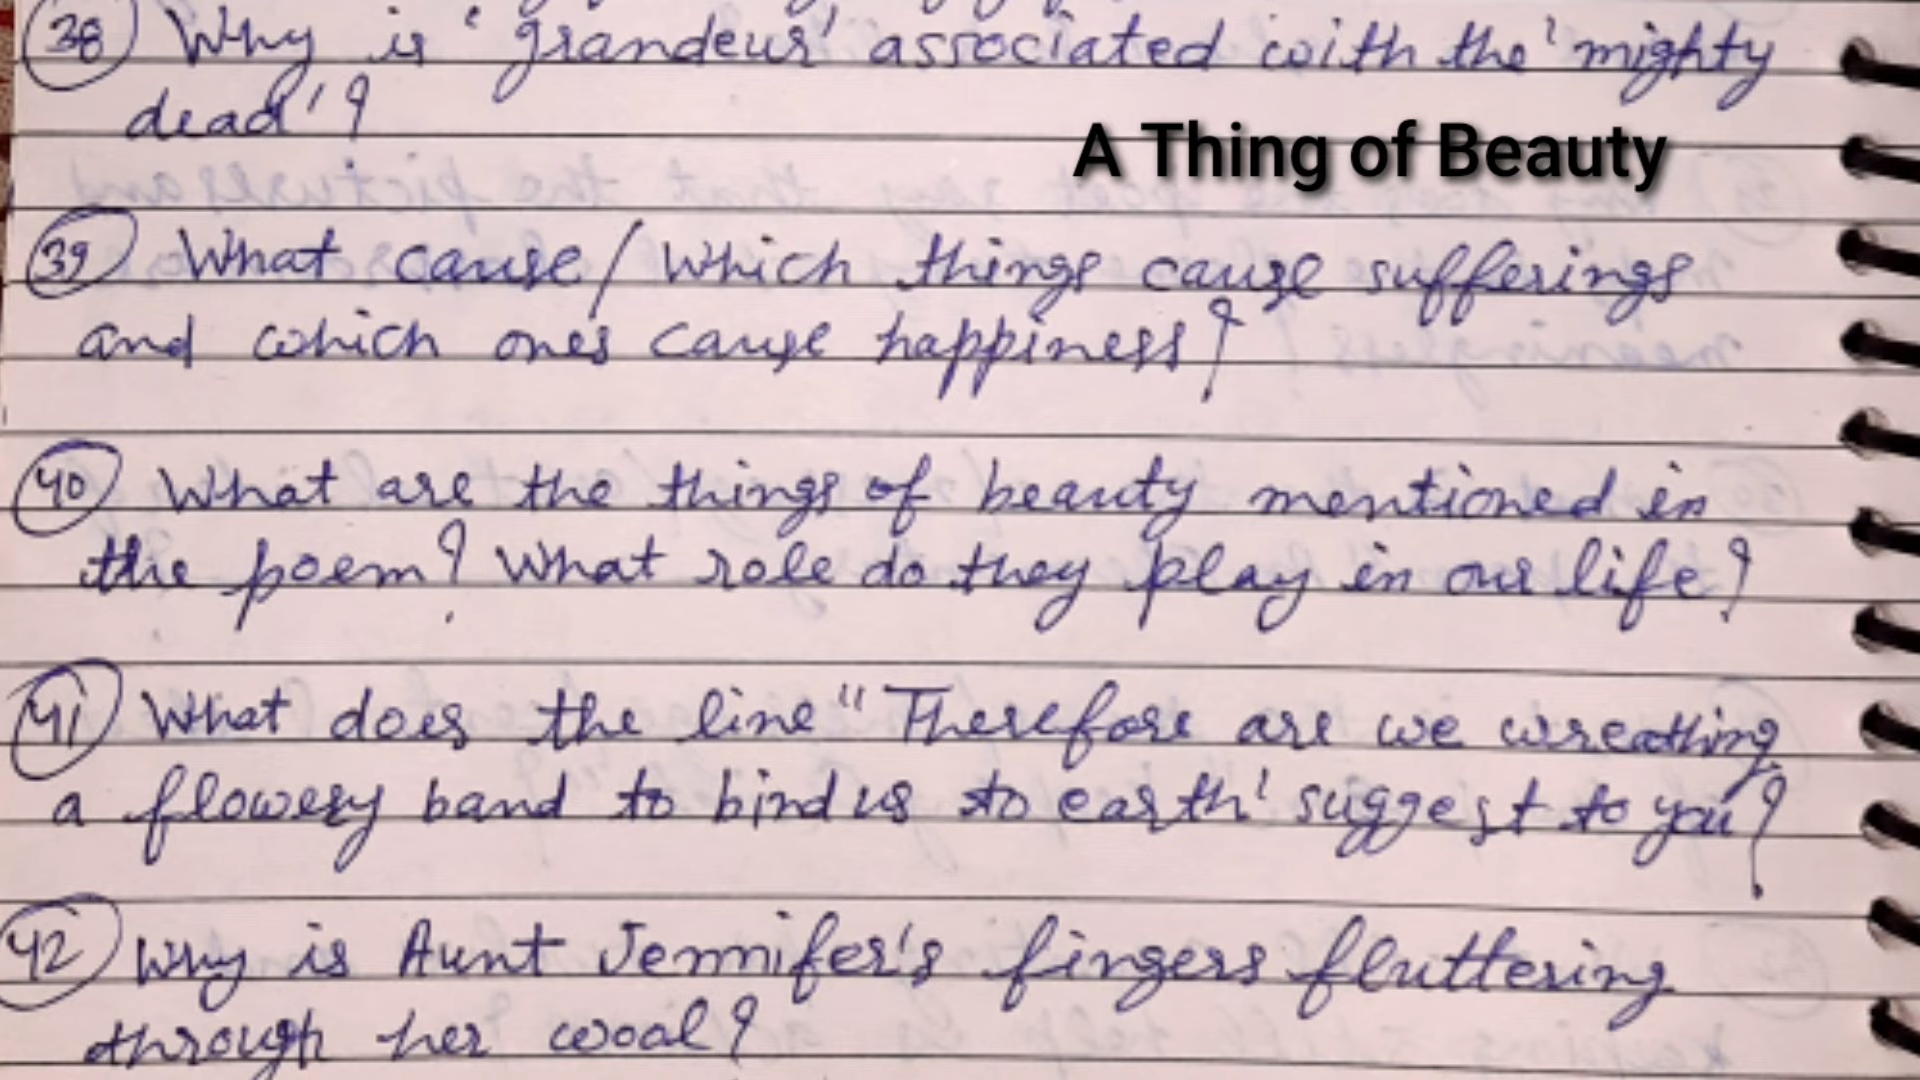 38 Why is 'grandeur' associated with the 'mighty
dead'?
A Thing of Beauty
39 What cause / Which things cause sufferings
and which ones cause happiness?
40 What are the things of beauty mentioned in
the poem? What role do they play in our life?
41 What does the line "Therefore are we wreathing
a flowery band to bind us to earth' suggest to you?
42 Why is Aunt Jennifer's fingers fluttering
through her wool?